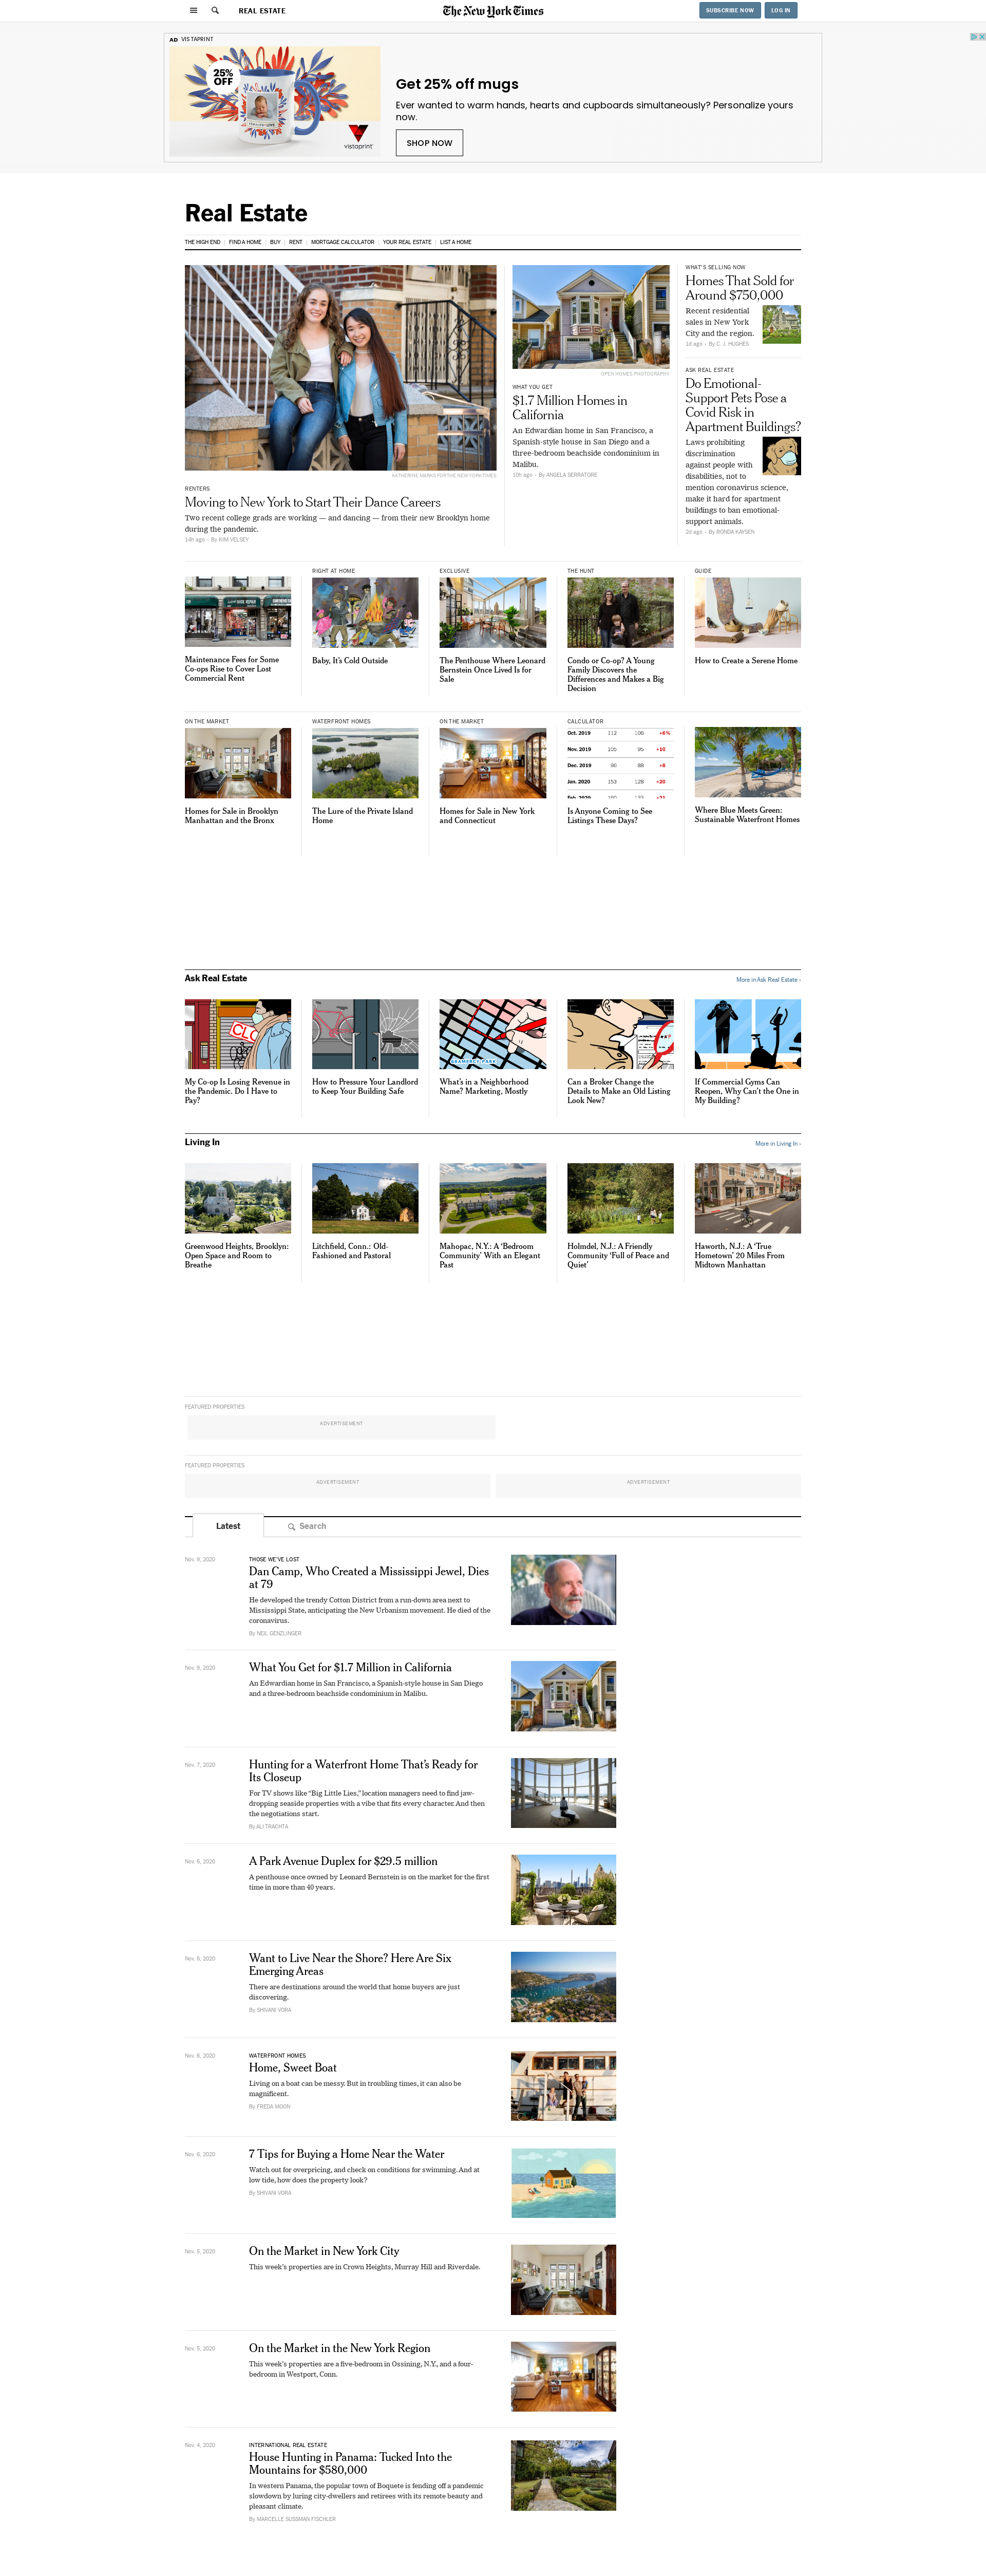 REAL ESTATE
The New York Times
SUBSCRIBE NOW
LOG IN
AD VISTAPRINT
25%
OFF
vistaprint
Get 25% off mugs
Ever wanted to warm hands, hearts and cupboards simultaneously? Personalize yours
now.
SHOP NOW
Real Estate
THE HIGH END
FIND A HOME
BUY
RENT
MORTGAGE CALCULATOR
YOUR REAL ESTATE
LIST A HOME
KATHERINE MARKS FOR THE NEW YORK TIMES
RENTERS
Moving to New York to Start Their Dance Careers
Two recent college grads are working — and dancing — from their new Brooklyn home
during the pandemic.
14h ago · By KIM VELSEY
OPEN HOMES PHOTOGRAPHY
WHAT YOU GET
$1.7 Million Homes in
California
An Edwardian home in San Francisco, a
Spanish-style house in San Diego and a
three-bedroom beachside condominium in
Malibu.
10h ago · By ANGELA SERRATORE
WHAT'S SELLING NOW
Homes That Sold for
Around $750,000
Recent residential
sales in New York
City and the region.
1d ago · By C. J. HUGHES
ASK REAL ESTATE
Do Emotional-
Support Pets Pose a
Covid Risk in
Apartment Buildings?
Laws prohibiting
discrimination
against people with
disabilities, not to
mention coronavirus science,
make it hard for apartment
buildings to ban emotional-
support animals.
2d ago · By RONDA KAYSEN
Maintenance Fees for Some
Co-ops Rise to Cover Lost
Commercial Rent
RIGHT AT HOME
Baby, It's Cold Outside
EXCLUSIVE
The Penthouse Where Leonard
Bernstein Once Lived Is for
Sale
THE HUNT
Condo or Co-op? A Young
Family Discovers the
Differences and Makes a Big
Decision
GUIDE
How to Create a Serene Home
ON THE MARKET
Homes for Sale in Brooklyn
Manhattan and the Bronx
WATERFRONT HOMES
The Lure of the Private Island
Home
ON THE MARKET
Homes for Sale in New York
and Connecticut
CALCULATOR
Oct. 2019 112 106 +6%
Nov. 2019 105 95 +10
Dec. 2019 96 88 +8
Jan. 2020 153 128 +20
Feb. 2020 160 132 +21
Is Anyone Coming to See
Listings These Days?
Where Blue Meets Green:
Sustainable Waterfront Homes
Ask Real Estate
More in Ask Real Estate ›
CLO
My Co-op Is Losing Revenue in
the Pandemic. Do I Have to
Pay?
How to Pressure Your Landlord
to Keep Your Building Safe
GRAMERCY PARK
What's in a Neighborhood
Name? Marketing, Mostly
Can a Broker Change the
Details to Make an Old Listing
Look New?
If Commercial Gyms Can
Reopen, Why Can't the One in
My Building?
Living In
More in Living In ›
Greenwood Heights, Brooklyn:
Open Space and Room to
Breathe
Litchfield, Conn.: Old-
Fashioned and Pastoral
Mahopac, N.Y.: A 'Bedroom
Community' With an Elegant
Past
Holmdel, N.J.: A Friendly
Community 'Full of Peace and
Quiet'
Haworth, N.J.: A 'True
Hometown' 20 Miles From
Midtown Manhattan
FEATURED PROPERTIES
ADVERTISEMENT
FEATURED PROPERTIES
ADVERTISEMENT
ADVERTISEMENT
Latest
Search
Nov. 9, 2020
THOSE WE'VE LOST
Dan Camp, Who Created a Mississippi Jewel, Dies
at 79
He developed the trendy Cotton District from a run-down area next to
Mississippi State, anticipating the New Urbanism movement. He died of the
coronavirus.
By NEIL GENZLINGER
Nov. 9, 2020
What You Get for $1.7 Million in California
An Edwardian home in San Francisco, a Spanish-style house in San Diego
and a three-bedroom beachside condominium in Malibu.
Nov. 7, 2020
Hunting for a Waterfront Home That's Ready for
Its Closeup
For TV shows like "Big Little Lies," location managers need to find jaw-
dropping seaside properties with a vibe that fits every character. And then
the negotiations start.
By ALI TRACHTA
Nov. 6, 2020
A Park Avenue Duplex for $29.5 million
A penthouse once owned by Leonard Bernstein is on the market for the first
time in more than 40 years.
Nov. 6, 2020
Want to Live Near the Shore? Here Are Six
Emerging Areas
There are destinations around the world that home buyers are just
discovering.
By SHIVANI VORA
Nov. 6, 2020
WATERFRONT HOMES
Home, Sweet Boat
Living on a boat can be messy. But in troubling times, it can also be
magnificent.
By FREDA MOON
Nov. 6, 2020
7 Tips for Buying a Home Near the Water
Watch out for overpricing, and check on conditions for swimming. And at
low tide, how does the property look?
By SHIVANI VORA
Nov. 5, 2020
On the Market in New York City
This week's properties are in Crown Heights, Murray Hill and Riverdale.
Nov. 5, 2020
On the Market in the New York Region
This week's properties are a five-bedroom in Ossining, N.Y., and a four-
bedroom in Westport, Conn.
Nov. 4, 2020
INTERNATIONAL REAL ESTATE
House Hunting in Panama: Tucked Into the
Mountains for $580,000
In western Panama, the popular town of Boquete is fending off a pandemic
slowdown by luring city-dwellers and retirees with its remote beauty and
pleasant climate.
By MARCELLE SUSSMAN FISCHLER